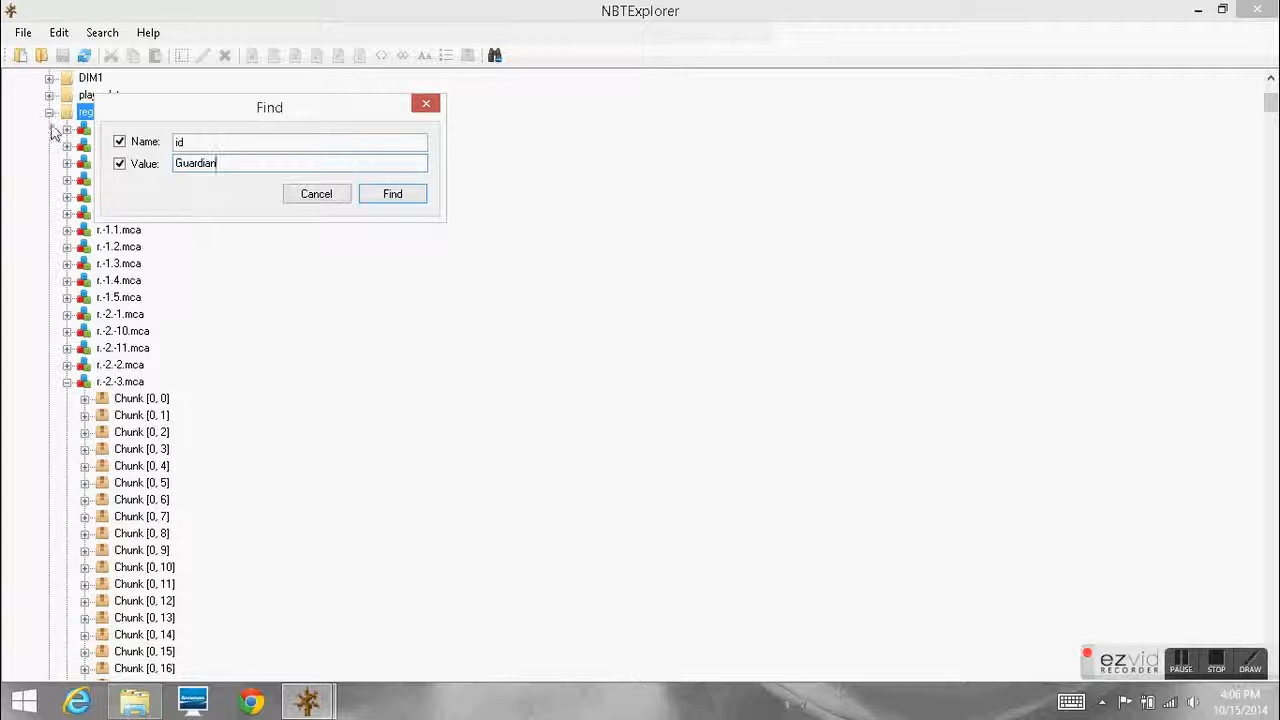 NBTExplorer
File Edit Search Help
DIM1
reg
Find
Name: id
Value: Guardian
Cancel Find
r.-1.1.mca
r.-1.2.mca
r.-1.3.mca
r.-1.4.mca
r.-1.5.mca
r.-2.-1.mca
r.-2.-10.mca
r.-2.-11.mca
r.-2.-2.mca
r.-2.-3.mca
Chunk [0, 0]
Chunk [0, 1]
Chunk [0, 2]
Chunk [0, 3]
Chunk [0, 4]
Chunk [0, 5]
Chunk [0, 6]
Chunk [0, 7]
Chunk [0, 8]
Chunk [0, 9]
Chunk [0, 10]
Chunk [0, 11]
Chunk [0, 12]
Chunk [0, 13]
Chunk [0, 14]
Chunk [0, 15]
Chunk [0, 16]
ezvid
RECORDER
PAUSE STOP DRAW
4:06 PM
10/15/2014